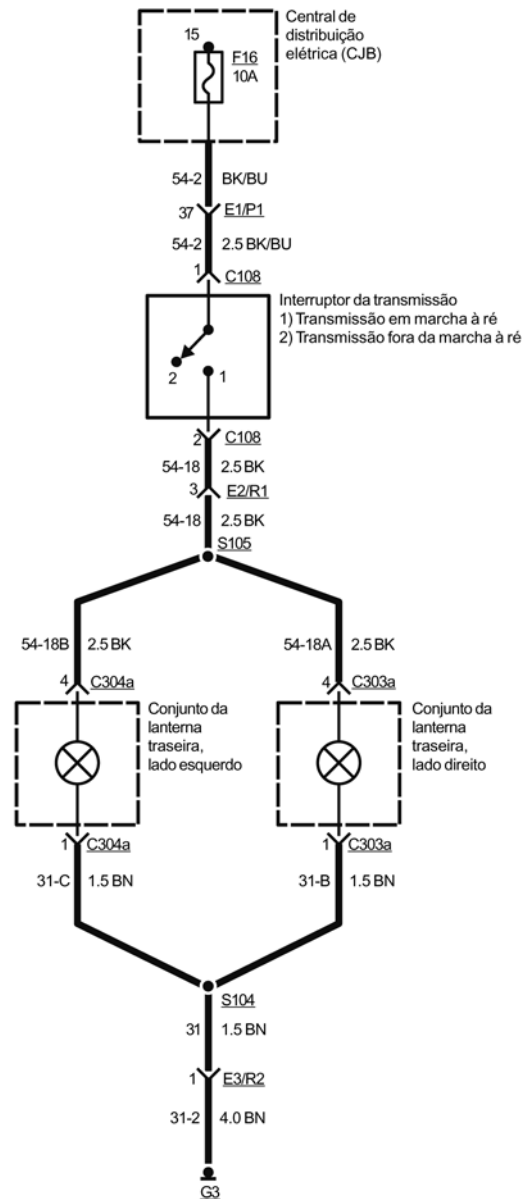 Central de
distribuição
elétrica (CJB)
15
F16
10A
54-2 BK/BU
37 E1/P1
54-2 2.5 BK/BU
1 C108
Interruptor da transmissão
1) Transmissão em marcha à ré
2) Transmissão fora da marcha à ré
2 1
2 C108
54-18 2.5 BK
3 E2/R1
54-18 2.5 BK
S105
54-18B 2.5 BK
54-18A 2.5 BK
4 C304a
4 C303a
Conjunto da
lanterna
traseira,
lado esquerdo
Conjunto da
lanterna
traseira,
lado direito
1 C304a
1 C303a
31-C 1.5 BN
31-B 1.5 BN
S104
31 1.5 BN
1 E3/R2
31-2 4.0 BN
G3